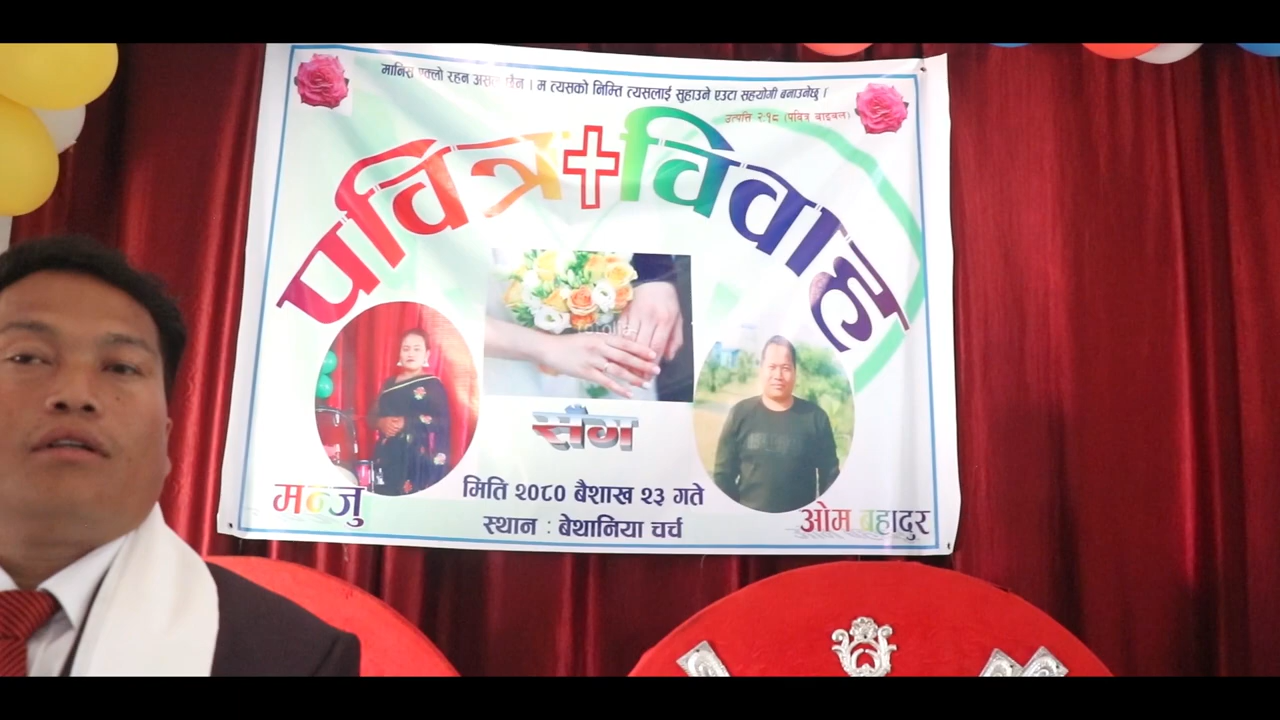 मानिस एक्लो रहन असल छैन । म त्यसको निम्ति त्यसलाई सुहाउने एउटा सहयोगी बनाउनेछु ।
उत्पत्ति २:१८ (पवित्र बाइबल)
पवित्र विवाह
सँग
मन्जु
ओम बहादुर
मिति २०८० बैशाख २३ गते
स्थान : बेथानिया चर्च